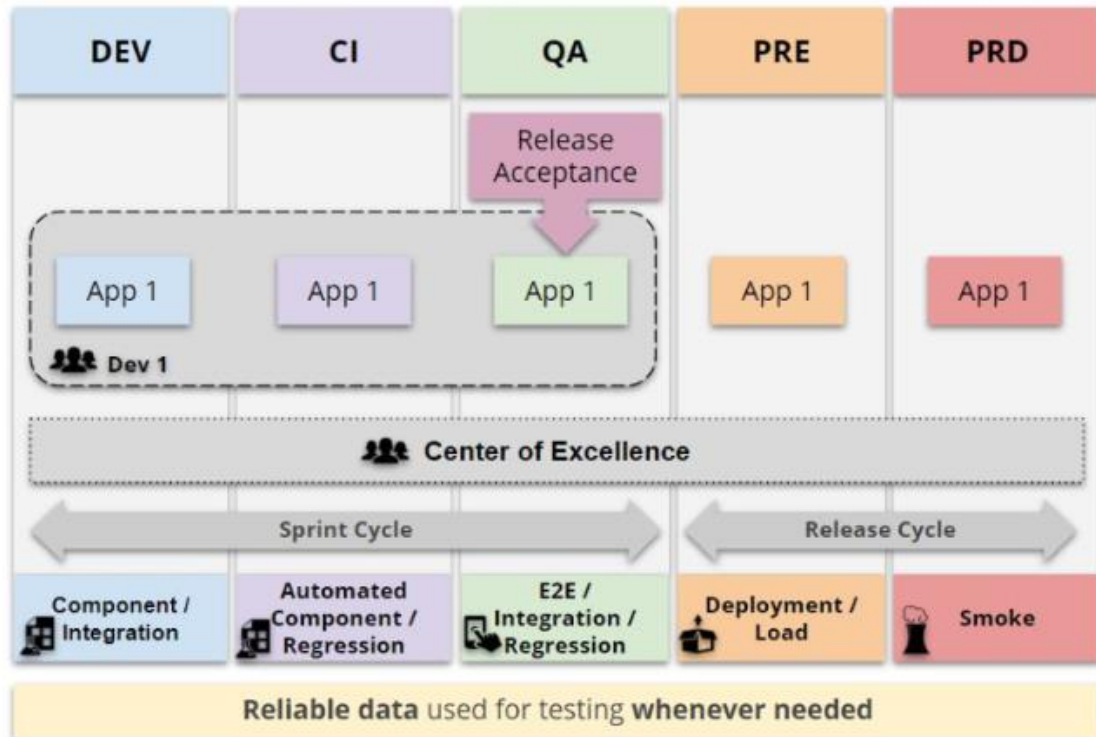 DEV
CI
QA
PRE
PRD
Release
Acceptance
App 1
App 1
App 1
App 1
App 1
Dev 1
Center of Excellence
Sprint Cycle
Release Cycle
Component /
Integration
Automated
Component /
Regression
E2E /
Integration /
Regression
Deployment /
Load
Smoke
Reliable data used for testing whenever needed